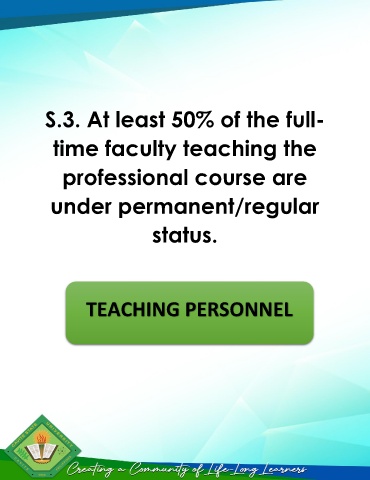 S.3. At least 50% of the full-
time faculty teaching the
professional course are
under permanent/regular
status.
TEACHING PERSONNEL
Creating a Community of Life-Long Learners